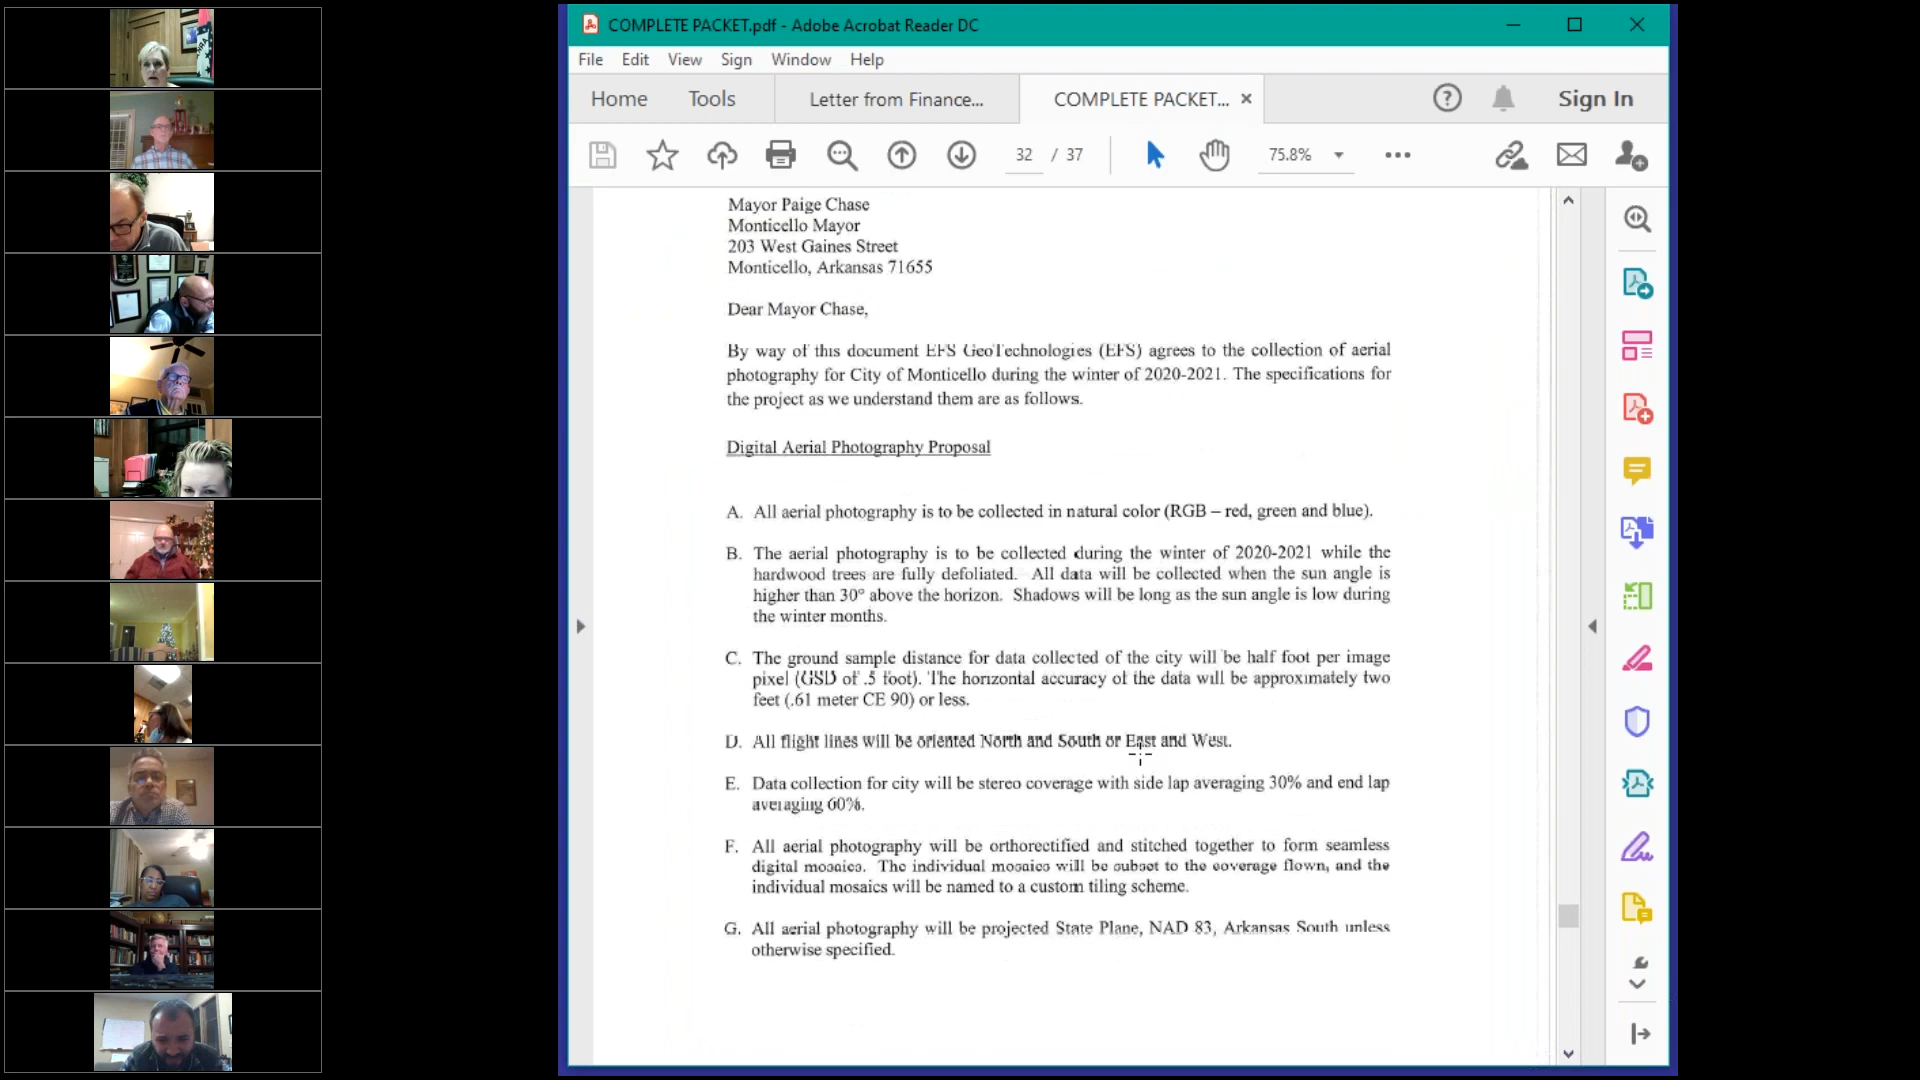 COMPLETE PACKET.pdf - Adobe Acrobat Reader DC
File Edit View Sign Window Help
Home Tools Letter from Finance... COMPLETE PACKET... Sign In
32 / 37 75.8%
Mayor Paige Chase
Monticello Mayor
203 West Gaines Street
Monticello, Arkansas 71655
Dear Mayor Chase,
By way of this document EFS GeoTechnologies (EFS) agrees to the collection of aerial
photography for City of Monticello during the winter of 2020-2021. The specifications for
the project as we understand them are as follows.
Digital Aerial Photography Proposal
A. All aerial photography is to be collected in natural color (RGB – red, green and blue).
B. The aerial photography is to be collected during the winter of 2020-2021 while the
hardwood trees are fully defoliated. All data will be collected when the sun angle is
higher than 30° above the horizon. Shadows will be long as the sun angle is low during
the winter months.
C. The ground sample distance for data collected of the city will be half foot per image
pixel (GSD of .5 foot). The horizontal accuracy of the data will be approximately two
feet (.61 meter CE 90) or less.
D. All flight lines will be oriented North and South or East and West.
E. Data collection for city will be stereo coverage with side lap averaging 30% and end lap
averaging 60%.
F. All aerial photography will be orthorectified and stitched together to form seamless
digital mosaics. The individual mosaics will be subset to the coverage flown, and the
individual mosaics will be named to a custom tiling scheme.
G. All aerial photography will be projected State Plane, NAD 83, Arkansas South unless
otherwise specified.